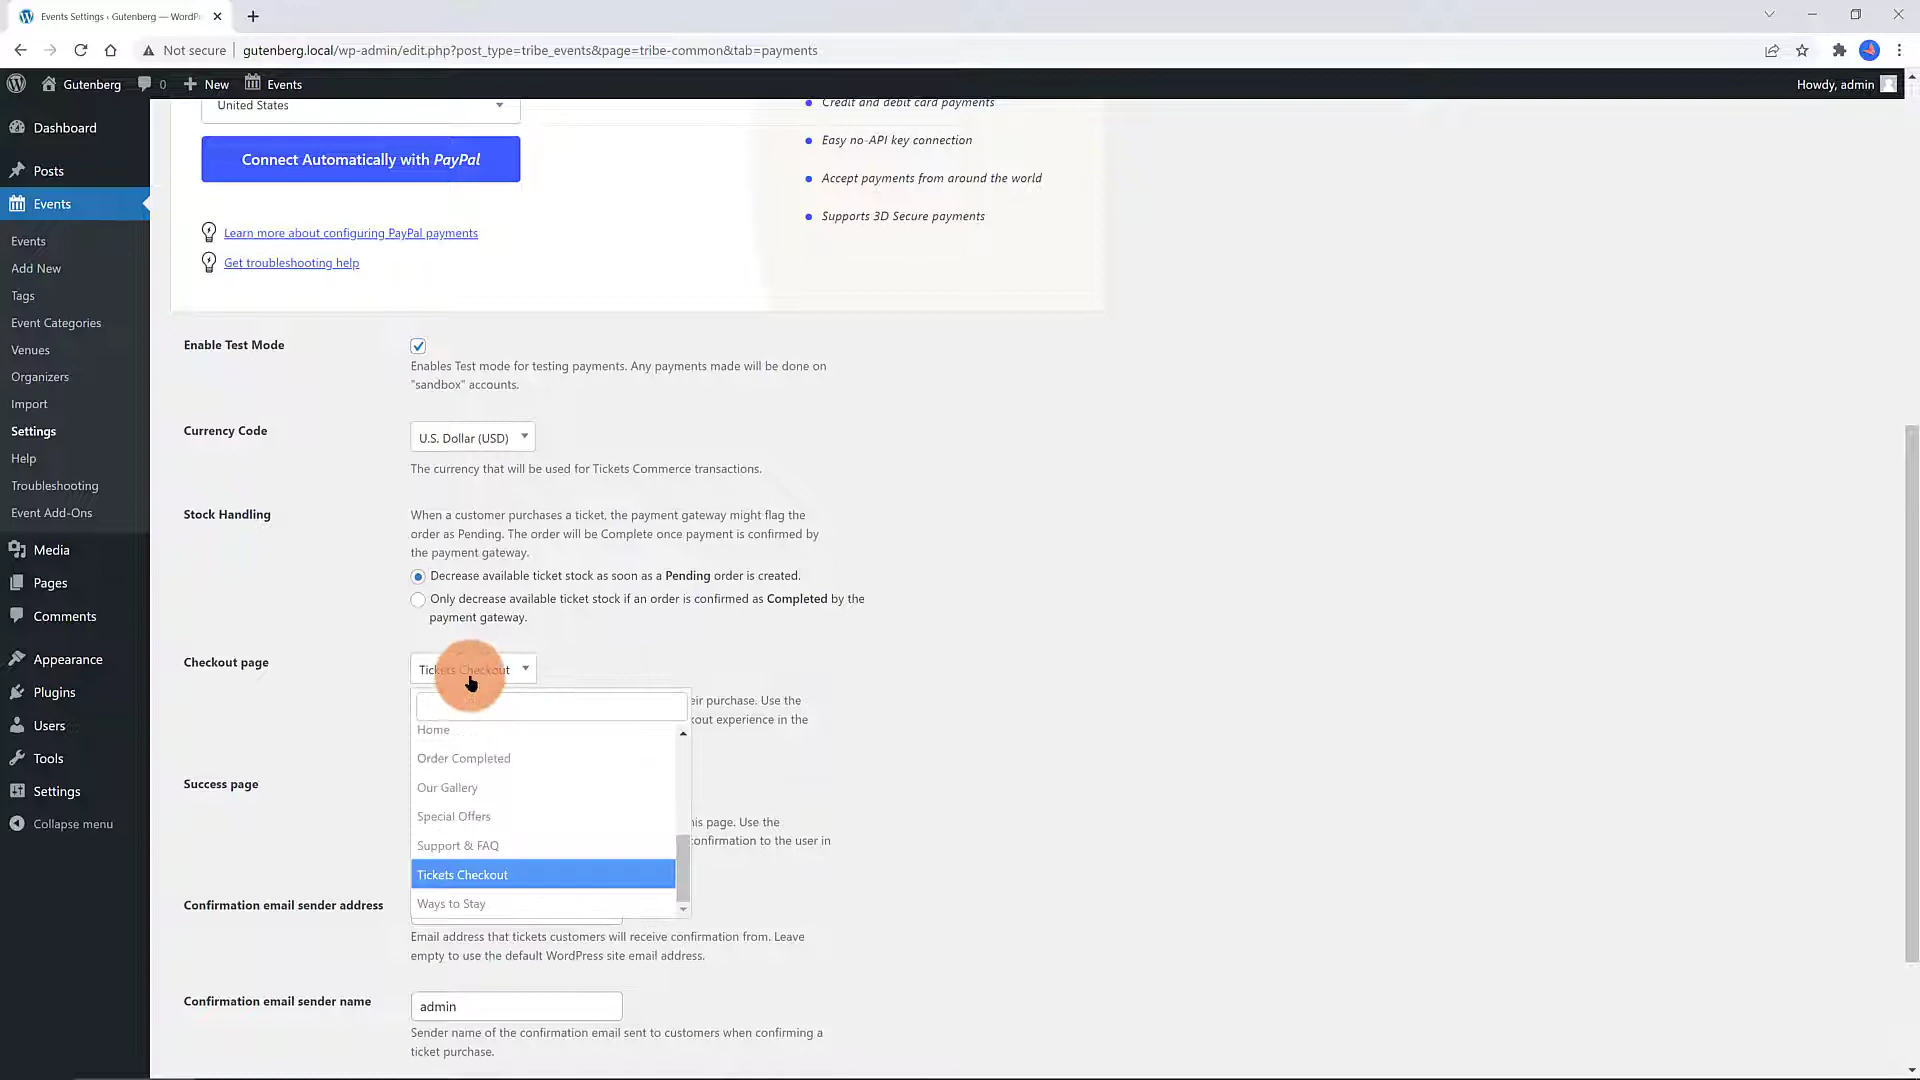 Events Settings ‹ Gutenberg — WordPr
Not secure
gutenberg.local/wp-admin/edit.php?post_type=tribe_events&page=tribe-common&tab=payments
Gutenberg
0
New
Events
Howdy, admin
Dashboard
Posts
Events
Events
Add New
Tags
Event Categories
Venues
Organizers
Import
Settings
Help
Troubleshooting
Event Add-Ons
Media
Pages
Comments
Appearance
Plugins
Users
Tools
Settings
Collapse menu
United States
Connect Automatically with PayPal
Learn more about configuring PayPal payments
Get troubleshooting help
Credit and debit card payments
Easy no-API key connection
Accept payments from around the world
Supports 3D Secure payments
Enable Test Mode
Enables Test mode for testing payments. Any payments made will be done on
"sandbox" accounts.
Currency Code
U.S. Dollar (USD)
The currency that will be used for Tickets Commerce transactions.
Stock Handling
When a customer purchases a ticket, the payment gateway might flag the
order as Pending. The order will be Complete once payment is confirmed by
the payment gateway.
Decrease available ticket stock as soon as a Pending order is created.
Only decrease available ticket stock if an order is confirmed as Completed by the
payment gateway.
Checkout page
Tickets Checkout
eir purchase. Use the
kout experience in the
Home
Order Completed
Our Gallery
Special Offers
Support & FAQ
Tickets Checkout
Ways to Stay
Success page
his page. Use the
confirmation to the user in
Confirmation email sender address
Email address that tickets customers will receive confirmation from. Leave
empty to use the default WordPress site email address.
Confirmation email sender name
admin
Sender name of the confirmation email sent to customers when confirming a
ticket purchase.